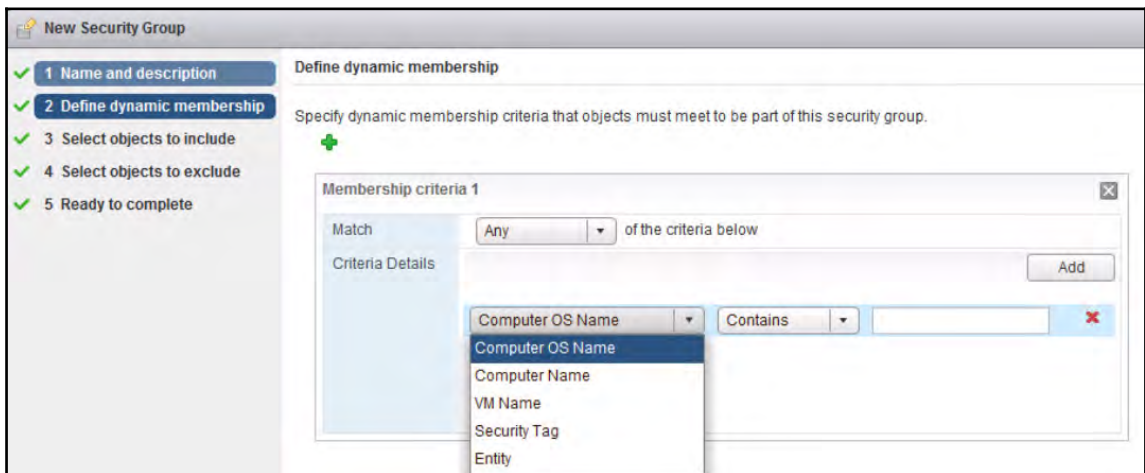 New Security Group
1 Name and description
2 Define dynamic membership
3 Select objects to include
4 Select objects to exclude
5 Ready to complete
Define dynamic membership
Specify dynamic membership criteria that objects must meet to be part of this security group.
Membership criteria 1
Match Any of the criteria below
Criteria Details Add
Computer OS Name Contains
Computer OS Name
Computer Name
VM Name
Security Tag
Entity